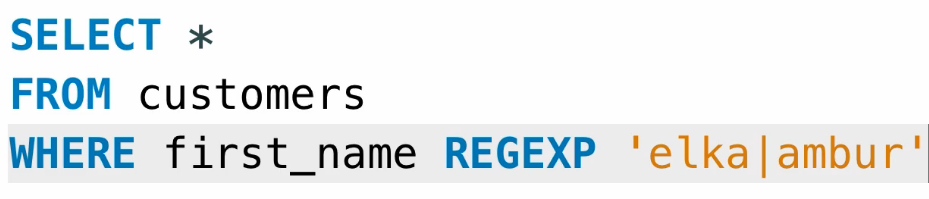 SELECT *
FROM customers
WHERE first_name REGEXP 'elka|ambur'